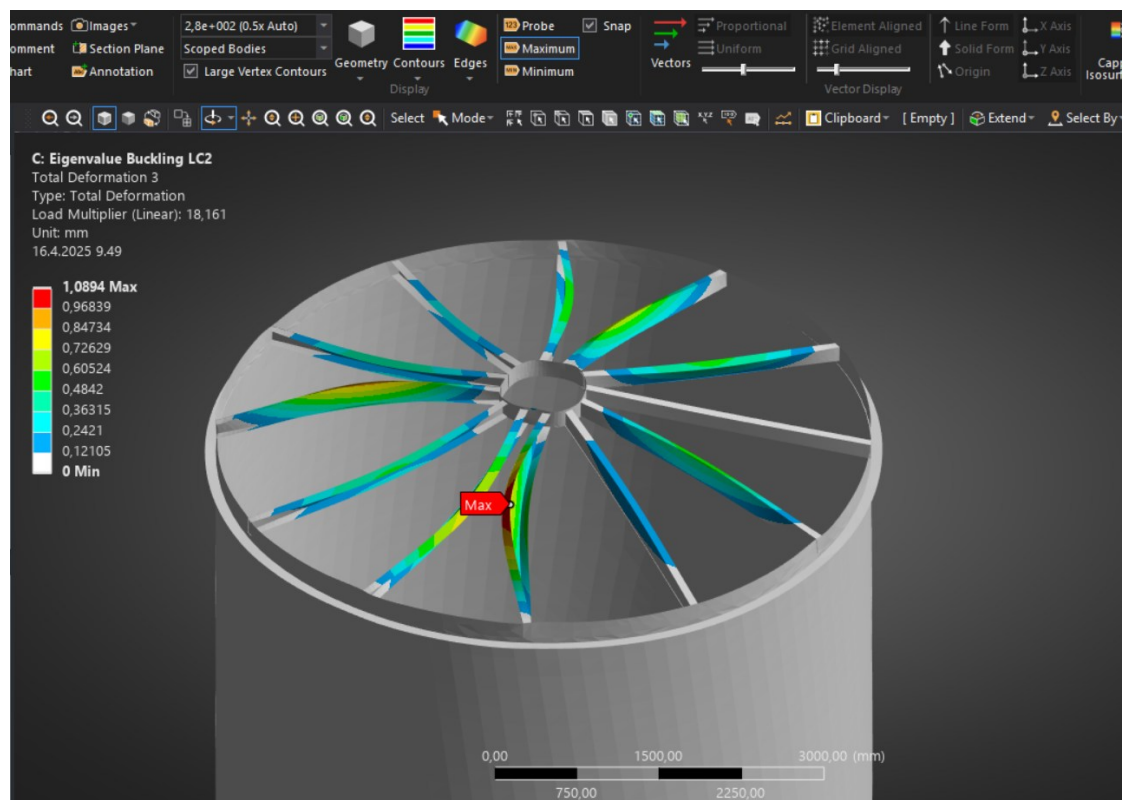 ommands Images 2,8e+002 (0.5x Auto) Probe Snap Proportional Element Aligned Line Form X Axis
omment Section Plane Scoped Bodies Geometry Contours Edges Maximum Vectors Uniform Grid Aligned Solid Form Y Axis
hart Annotation Large Vertex Contours Minimum Origin Z Axis
Display Vector Display
Select Mode Clipboard [ Empty ] Extend Select By
C: Eigenvalue Buckling LC2
Total Deformation 3
Type: Total Deformation
Load Multiplier (Linear): 18,161
Unit: mm
16.4.2025 9.49
1,0894 Max
0,96839
0,84734
0,72629
0,60524
0,4842
0,36315
0,2421
0,12105
0 Min
Max
0,00 1500,00 3000,00 (mm)
750,00 2250,00